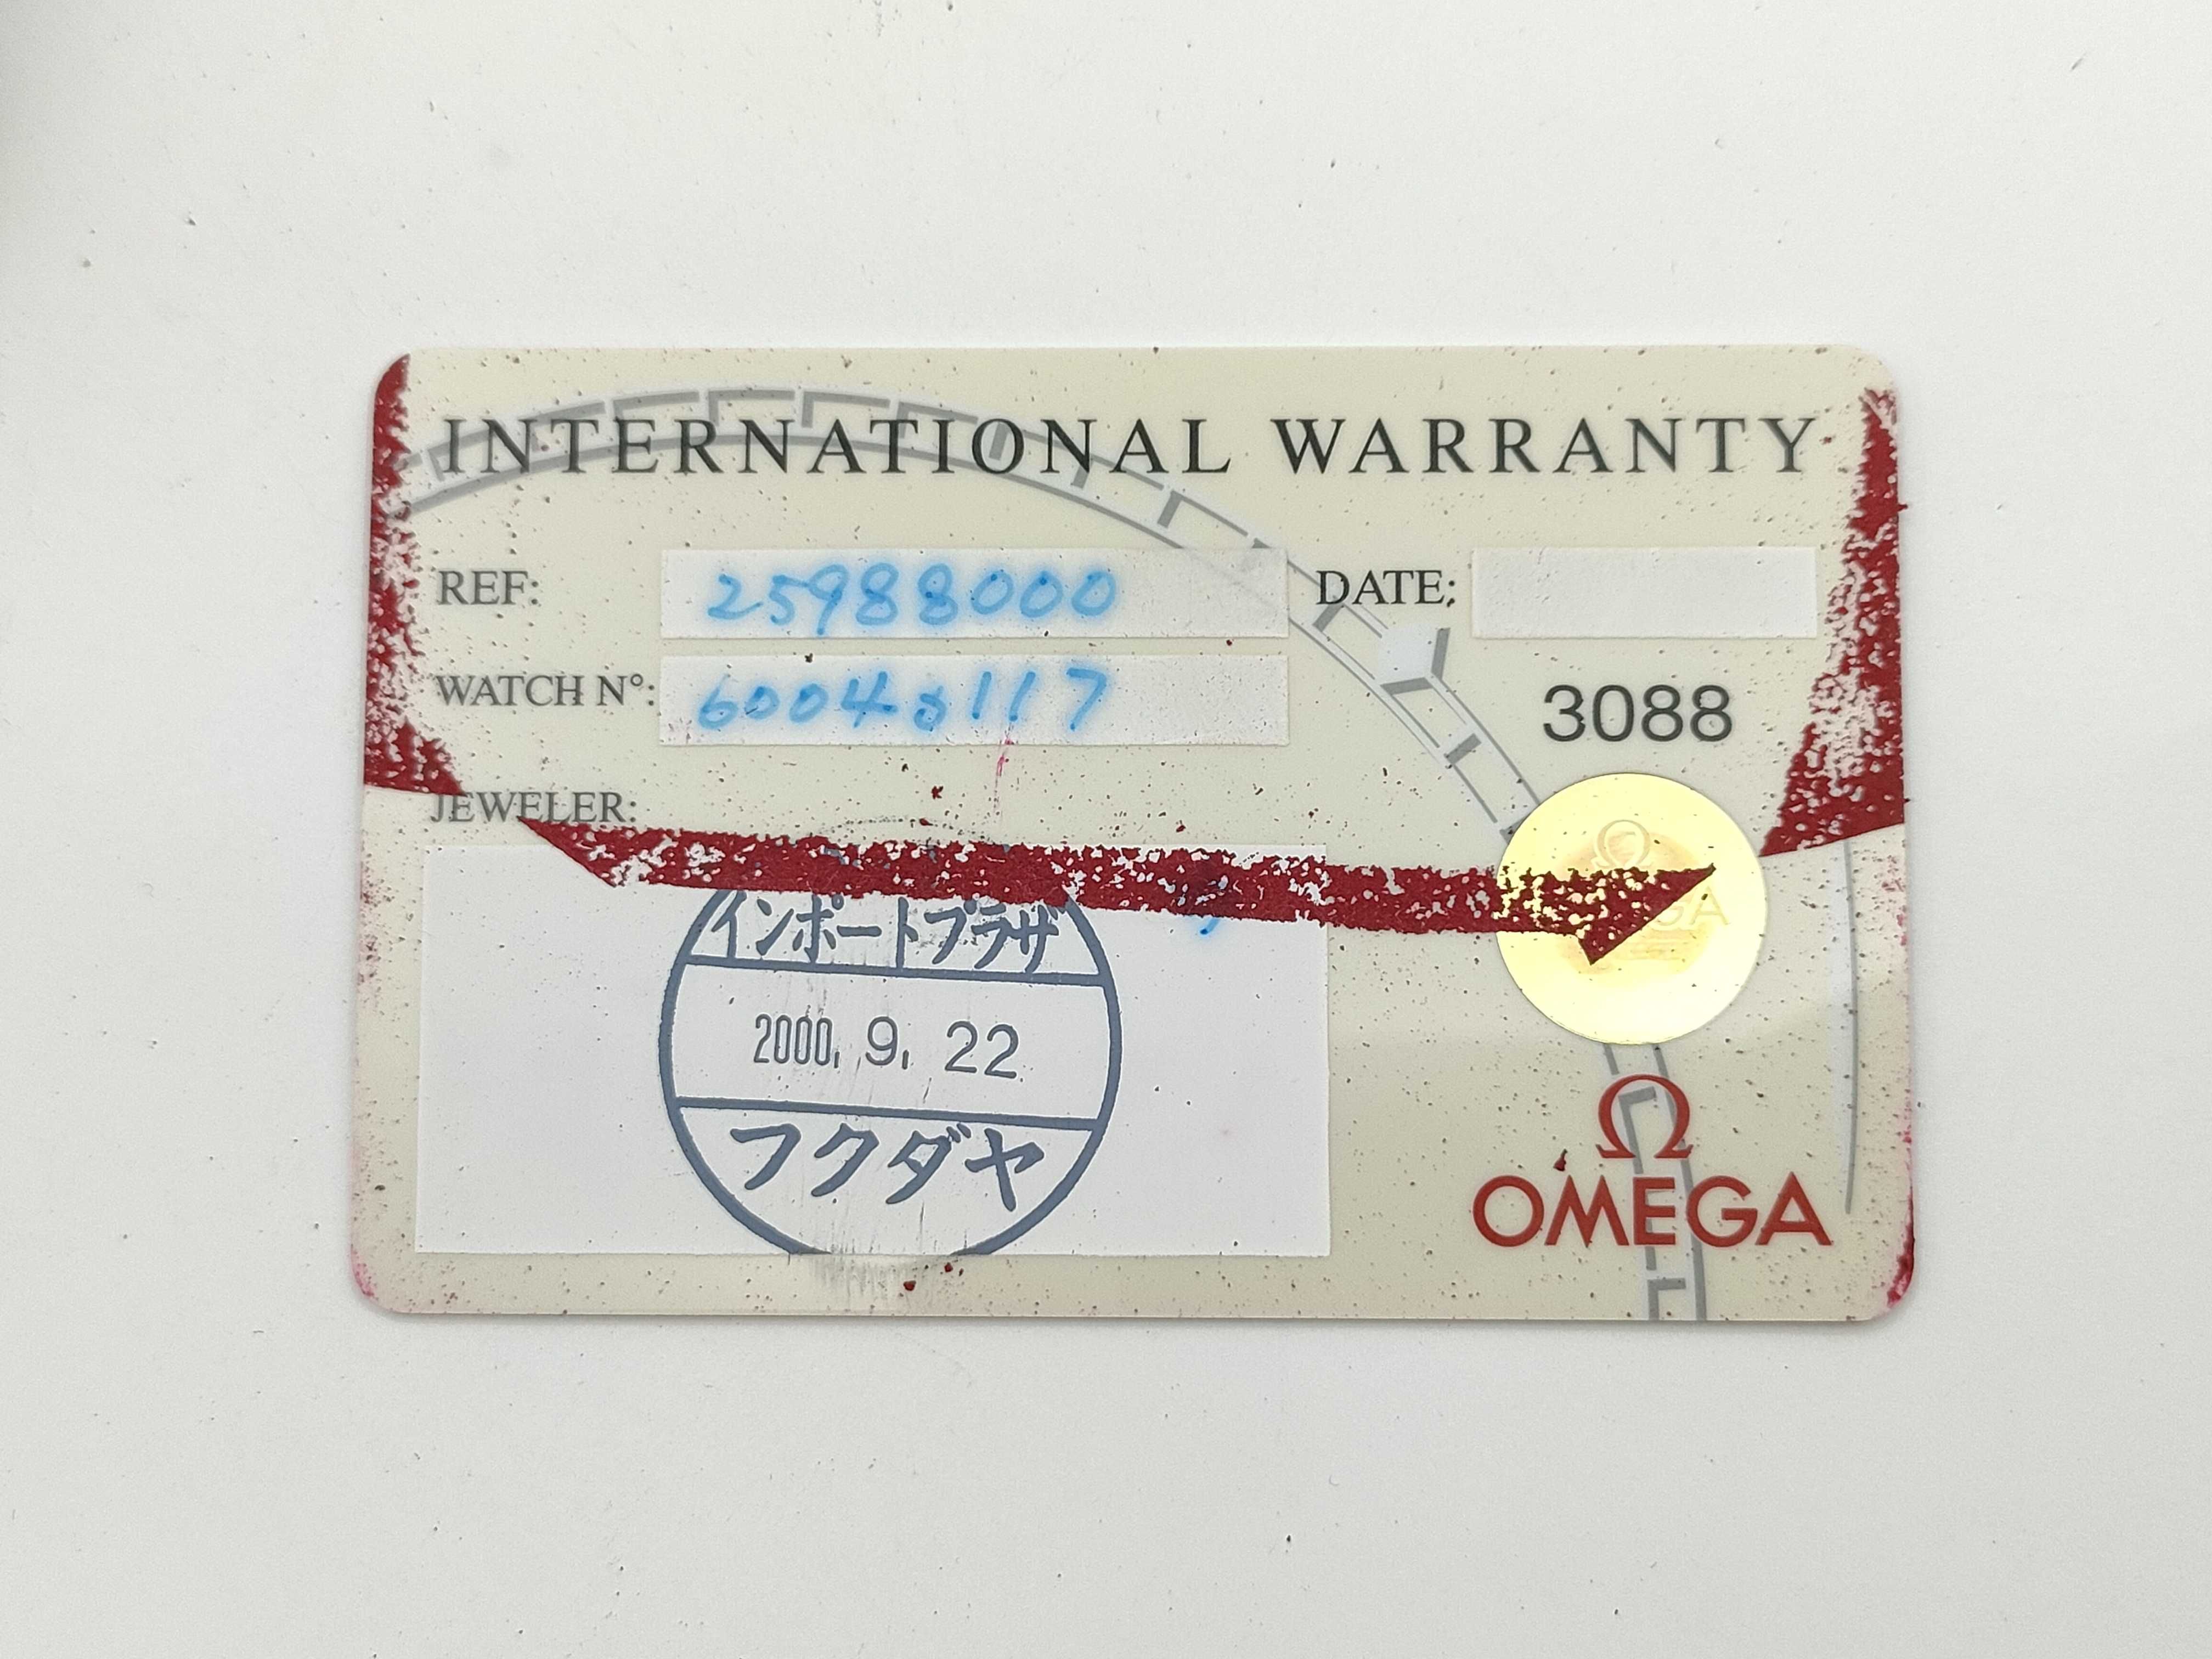 INTERNATIONAL WARRANTY
REF: 25988000 DATE:
WATCH N°: 60048117
3088
JEWELER:
インポートプラザ
2000. 9. 22
フクダヤ
Ω
OMEGA